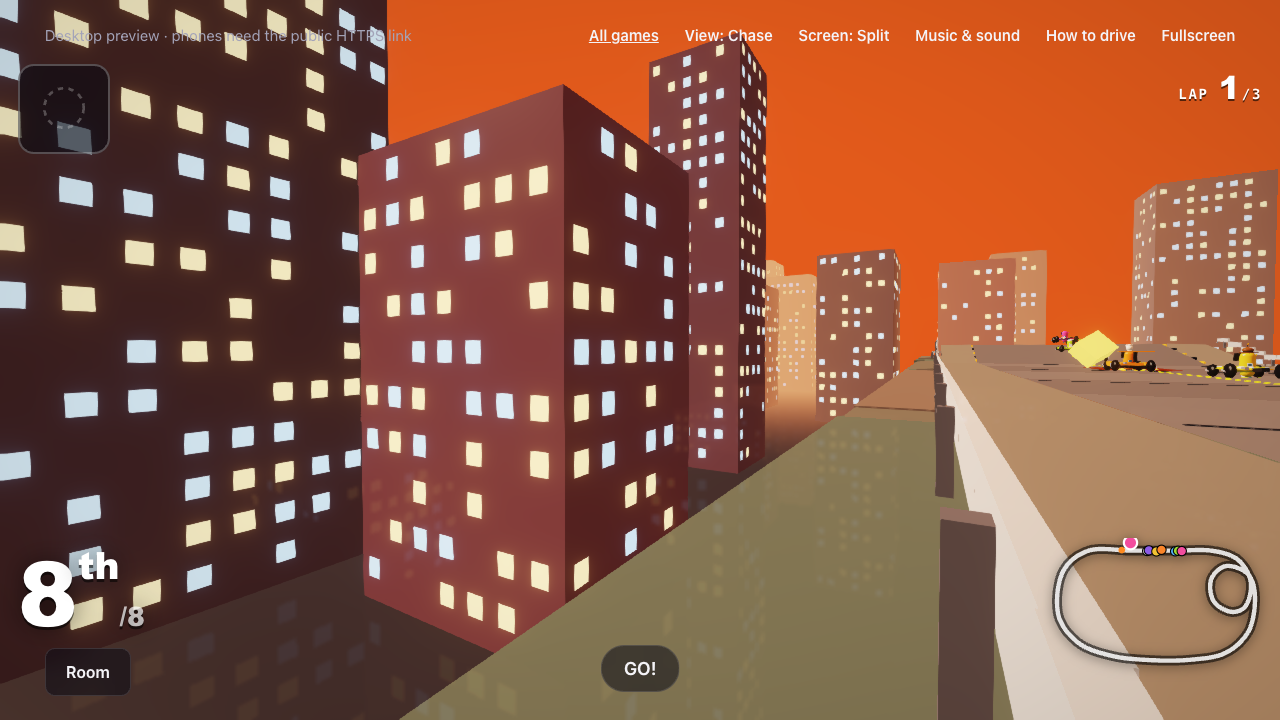 Desktop preview · phones need the public HTTPS link
All games View: Chase Screen: Split Music & sound How to drive Fullscreen
LAP 1/3
8th /8
Room
GO!